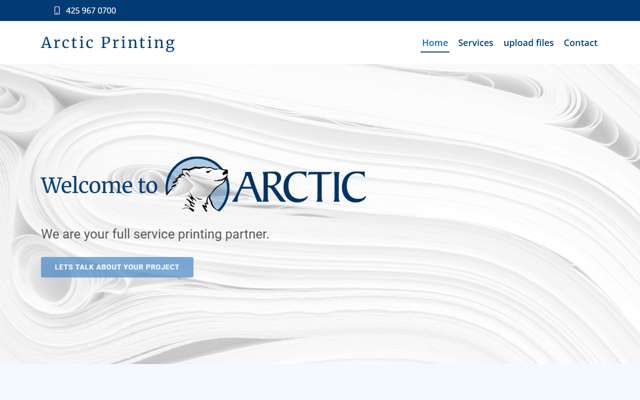 425 967 0700
Arctic Printing
Home Services upload files Contact
Welcome to ARCTIC
We are your full service printing partner.
LETS TALK ABOUT YOUR PROJECT